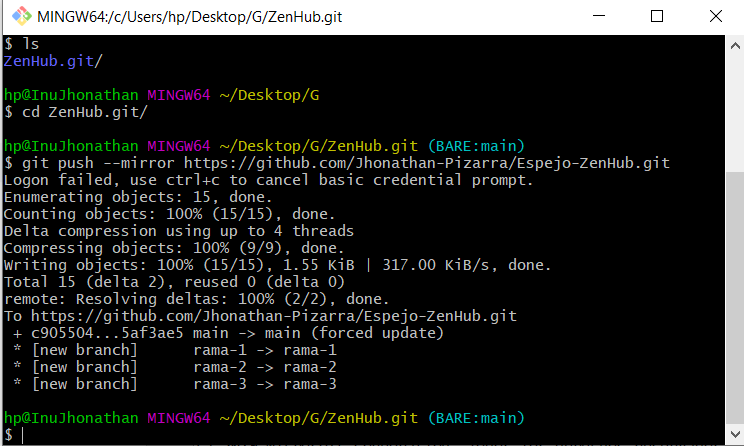 MINGW64:/c/Users/hp/Desktop/G/ZenHub.git
$ ls
ZenHub.git/
hp@InuJhonathan MINGW64 ~/Desktop/G
$ cd ZenHub.git/
hp@InuJhonathan MINGW64 ~/Desktop/G/ZenHub.git (BARE:main)
$ git push --mirror https://github.com/Jhonathan-Pizarra/Espejo-ZenHub.git
Logon failed, use ctrl+c to cancel basic credential prompt.
Enumerating objects: 15, done.
Counting objects: 100% (15/15), done.
Delta compression using up to 4 threads
Compressing objects: 100% (9/9), done.
Writing objects: 100% (15/15), 1.55 KiB | 317.00 KiB/s, done.
Total 15 (delta 2), reused 0 (delta 0)
remote: Resolving deltas: 100% (2/2), done.
To https://github.com/Jhonathan-Pizarra/Espejo-ZenHub.git
 + c905504...5af3ae5 main -> main (forced update)
 * [new branch]      rama-1 -> rama-1
 * [new branch]      rama-2 -> rama-2
 * [new branch]      rama-3 -> rama-3
hp@InuJhonathan MINGW64 ~/Desktop/G/ZenHub.git (BARE:main)
$